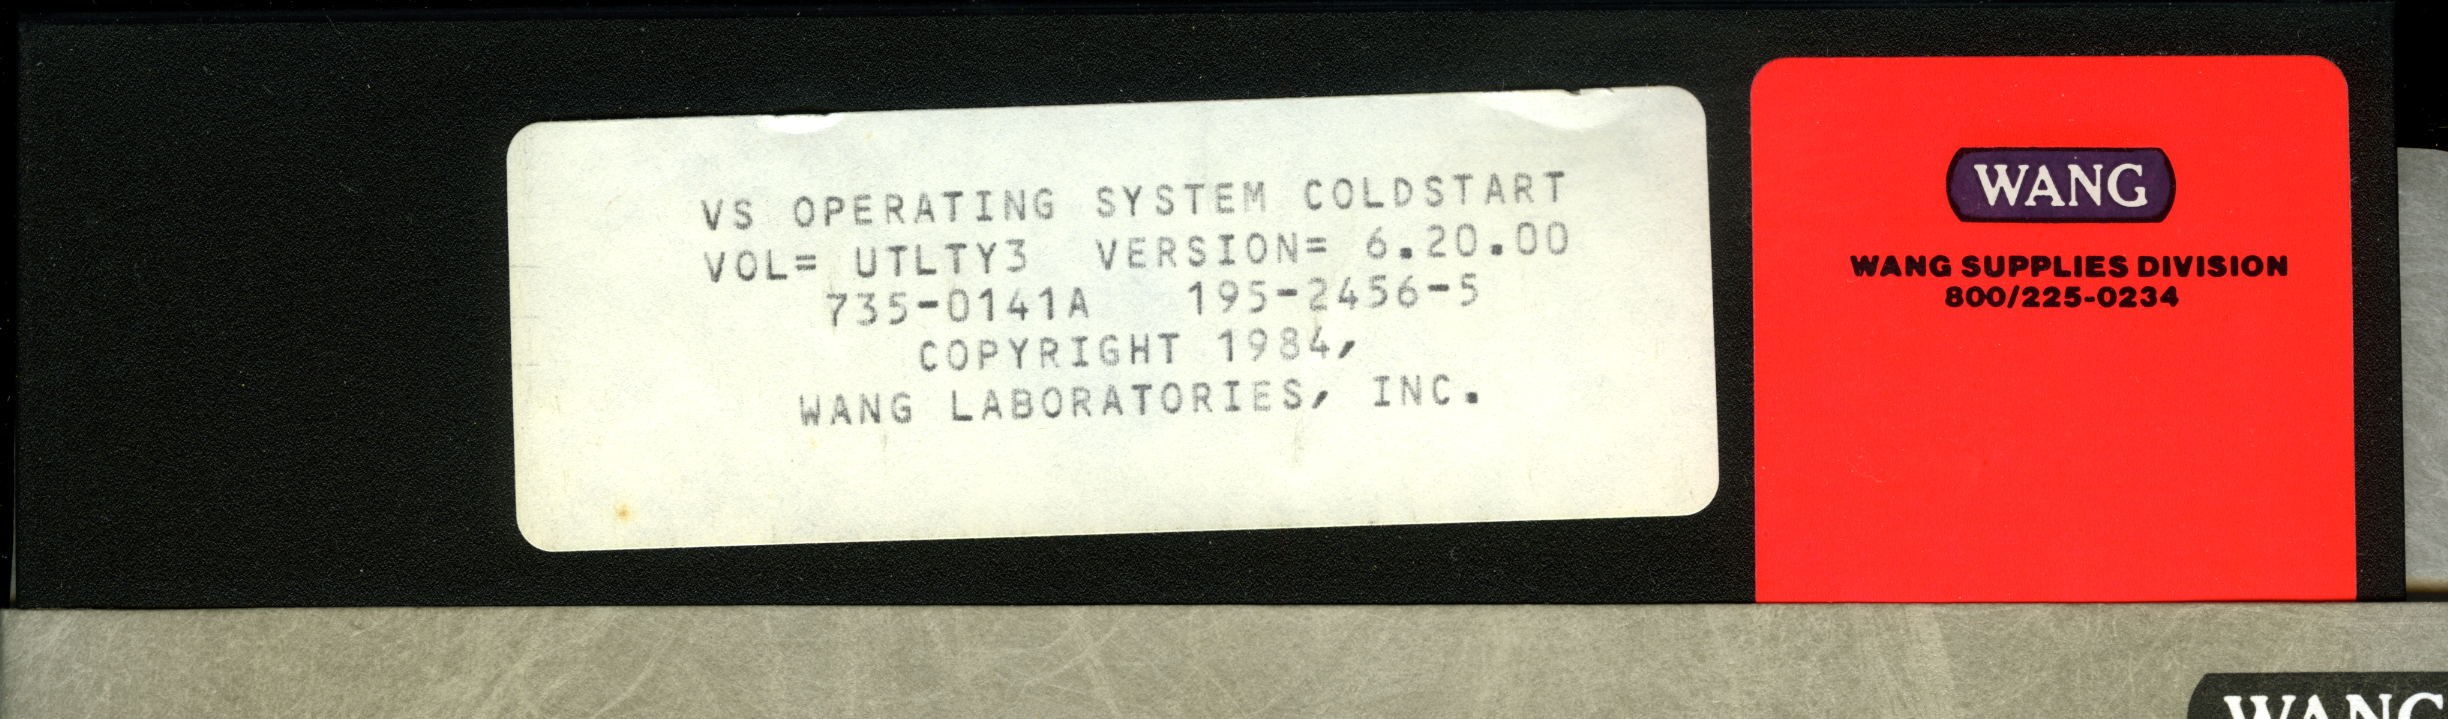 VS OPERATING SYSTEM COLDSTART
VOL= UTLTY3 VERSION= 6.20.00
735-0141A 195-2456-5
COPYRIGHT 1984,
WANG LABORATORIES, INC.
WANG
WANG SUPPLIES DIVISION
800/225-0234
WANG